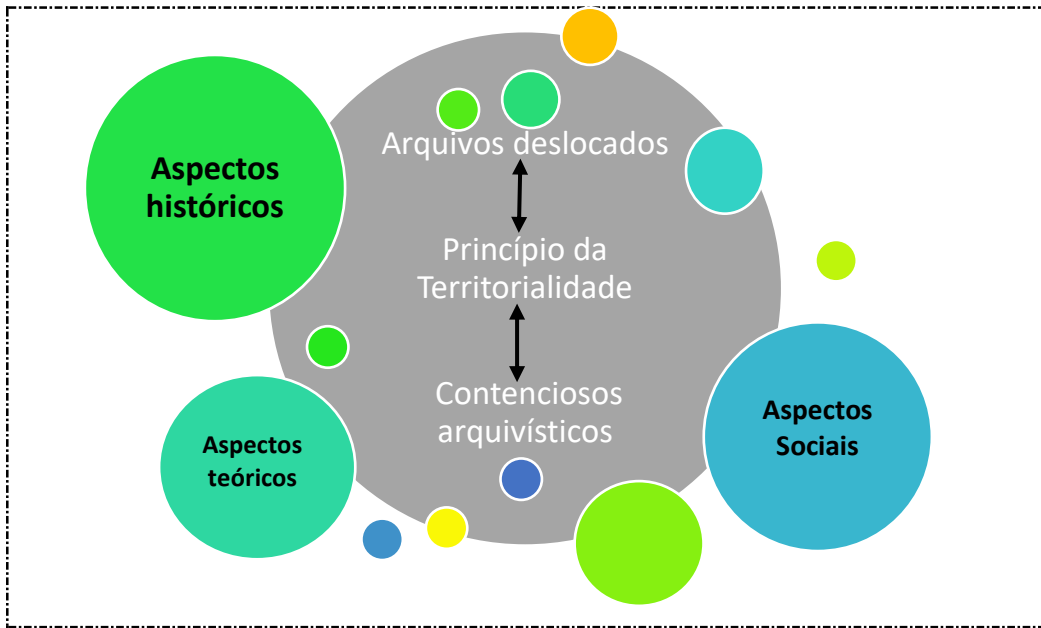 Aspectos
históricos
Arquivos deslocados
Princípio da
Territorialidade
Contenciosos
arquivísticos
Aspectos
teóricos
Aspectos
Sociais